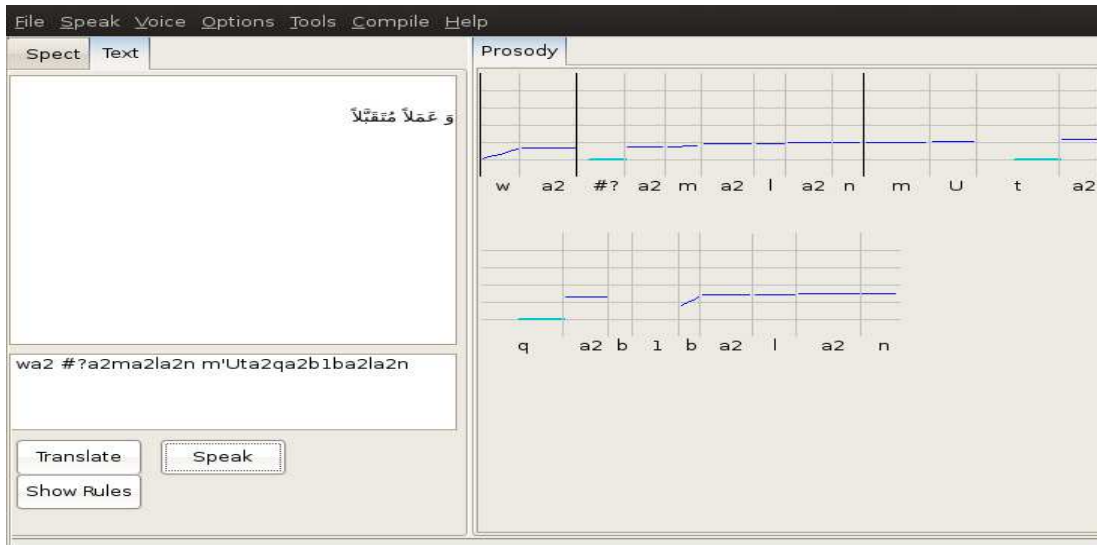 File Speak Voice Options Tools Compile Help
Spect Text
Prosody
وَ عَمَلاً مُتَقَبَّلاً
w a2 #? a2 m a2 l a2 n m U t a2
q a2 b 1 b a2 l a2 n
wa2 #?a2ma2la2n m'Uta2qa2b1ba2la2n
Translate Speak
Show Rules